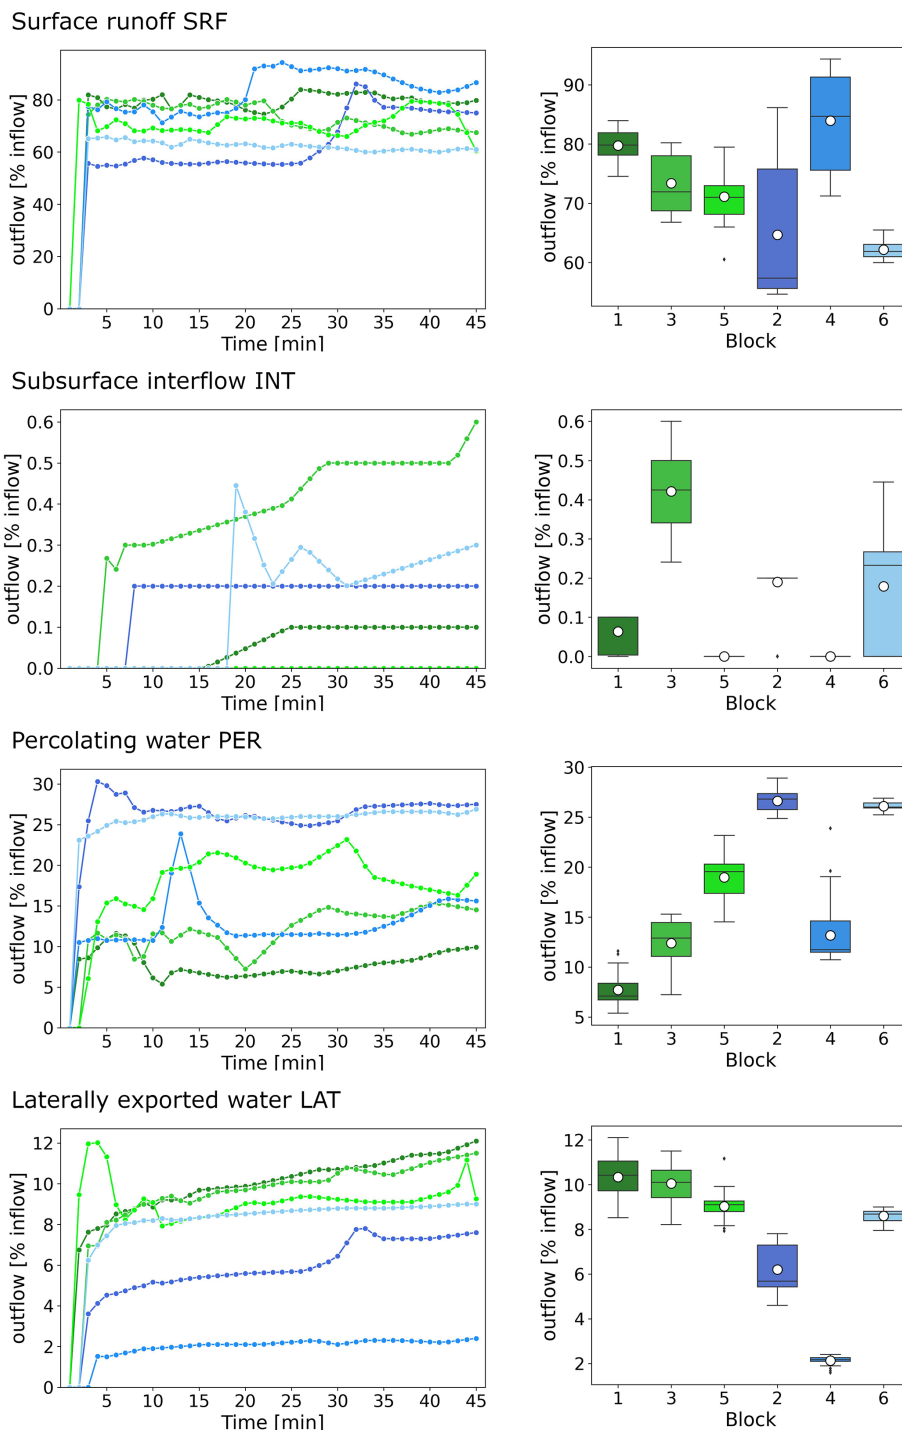 Surface runoff SRF
outflow [% inflow]
0
20
40
60
80
5 10 15 20 25 30 35 40 45
Time [min]
outflow [% inflow]
60
70
80
90
1 3 5 2 4 6
Block
Subsurface interflow INT
outflow [% inflow]
0.0
0.1
0.2
0.3
0.4
0.5
0.6
5 10 15 20 25 30 35 40 45
Time [min]
outflow [% inflow]
0.0
0.1
0.2
0.3
0.4
0.5
0.6
1 3 5 2 4 6
Block
Percolating water PER
outflow [% inflow]
0
5
10
15
20
25
30
5 10 15 20 25 30 35 40 45
Time [min]
outflow [% inflow]
5
10
15
20
25
30
1 3 5 2 4 6
Block
Laterally exported water LAT
outflow [% inflow]
0
2
4
6
8
10
12
5 10 15 20 25 30 35 40 45
Time [min]
outflow [% inflow]
2
4
6
8
10
12
1 3 5 2 4 6
Block